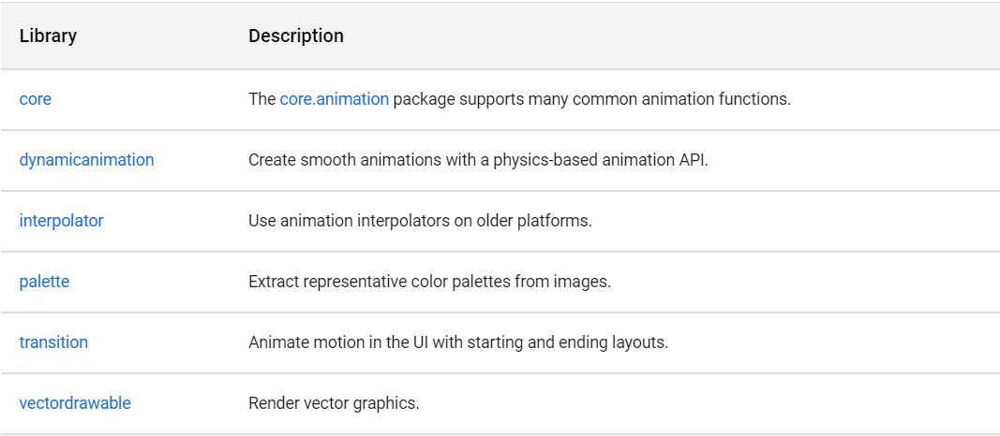 Library Description
core The core.animation package supports many common animation functions.
dynamicanimation Create smooth animations with a physics-based animation API.
interpolator Use animation interpolators on older platforms.
palette Extract representative color palettes from images.
transition Animate motion in the UI with starting and ending layouts.
vectordrawable Render vector graphics.